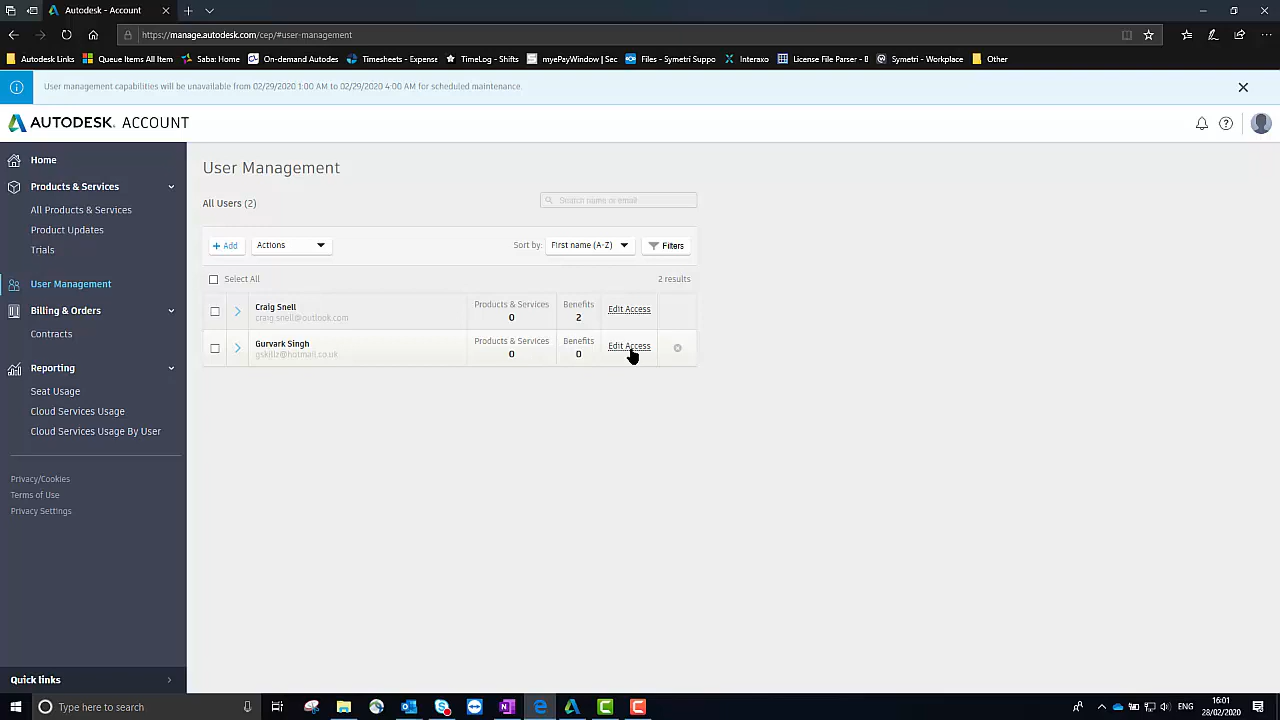 Autodesk - Account
https://manage.autodesk.com/cep/#user-management
Autodesk Links
Queue Items All Item
Saba: Home
On demand Autodes
Timesheets - Expense
TimeLog - Shifts
myePayWindow | Sec
Files - Symetri Suppo
Interaxo
License File Parser - E
Symetri - Workplace
Other
User management capabilities will be unavailable from 02/29/2020 1:00 AM to 02/29/2020 4:00 AM for scheduled maintenance.
AUTODESK. ACCOUNT
Home
Products & Services
All Products & Services
Product Updates
Trials
User Management
Billing & Orders
Contracts
Reporting
Seat Usage
Cloud Services Usage
Cloud Services Usage By User
Privacy/Cookies
Terms of Use
Privacy Settings
Quick links
User Management
All Users (2)
Search name or email
+ Add
Actions
Sort by:
First name (A-Z)
Filters
Select All
2 results
Craig Snell
craig.snell@outlook.com
Products & Services
0
Benefits
2
Edit Access
Gurvark Singh
gskillz@hotmail.co.uk
Products & Services
0
Benefits
0
Edit Access
Type here to search
ENG
16:01
28/02/2020